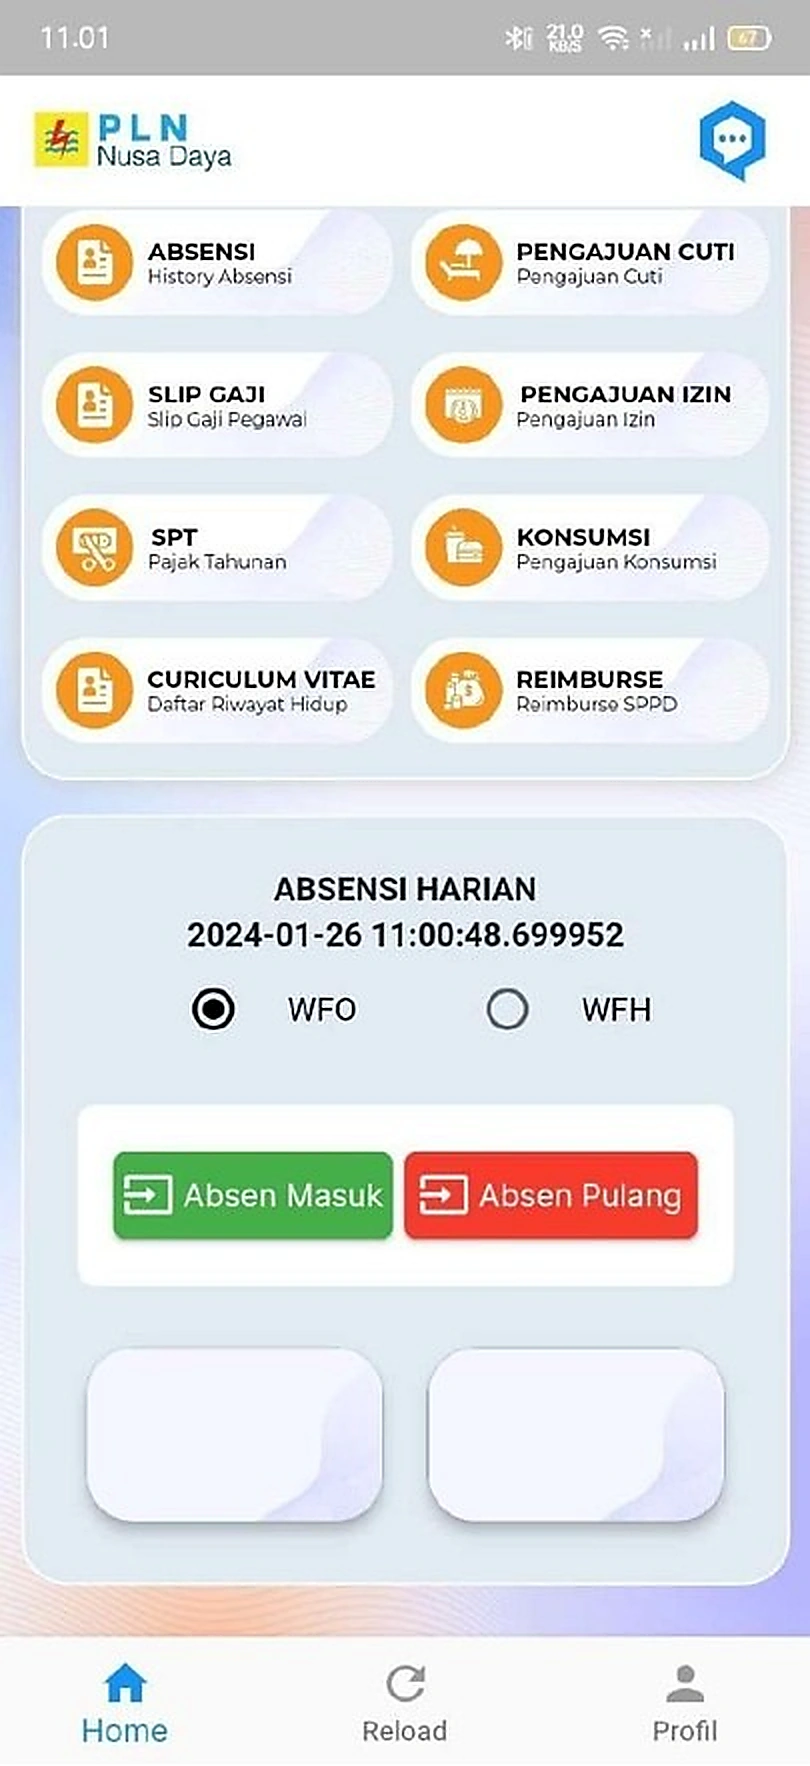 11.01
21.0
KB/S
67
PLN
Nusa Daya
ABSENSI
History Absensi
PENGAJUAN CUTI
Pengajuan Cuti
SLIP GAJI
Slip Gaji Pegawai
PENGAJUAN IZIN
Pengajuan Izin
SPT
Pajak Tahunan
KONSUMSI
Pengajuan Konsumsi
CURICULUM VITAE
Daftar Riwayat Hidup
REIMBURSE
Reimburse SPPD
ABSENSI HARIAN
2024-01-26 11:00:48.699952
WFO
WFH
Absen Masuk
Absen Pulang
Home
Reload
Profil